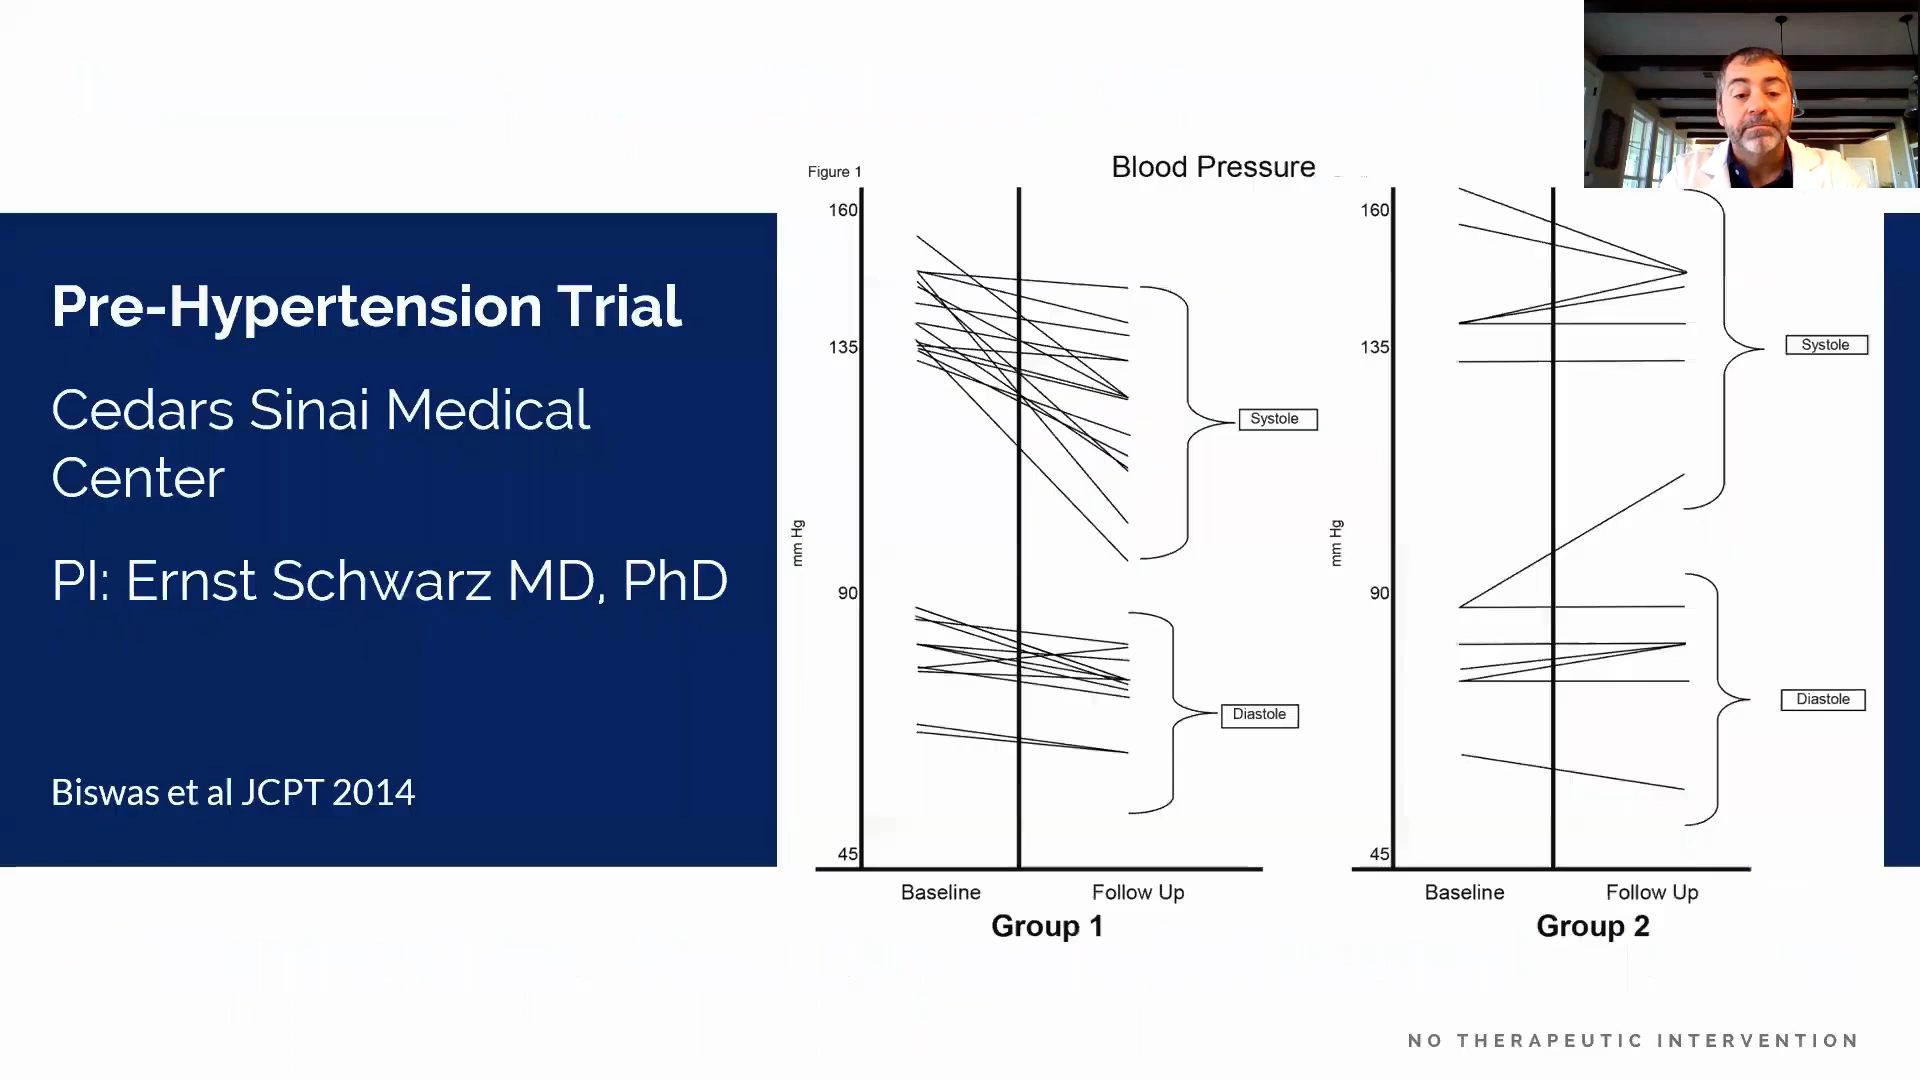 Pre-Hypertension Trial
Cedars Sinai Medical
Center
PI: Ernst Schwarz MD, PhD
Biswas et al JCPT 2014
Figure 1
Blood Pressure
160
135
mm Hg
90
45
Systole
Diastole
Baseline
Follow Up
Group 1
160
135
mm Hg
90
45
Systole
Diastole
Baseline
Follow Up
Group 2
NO THERAPEUTIC INTERVENTION